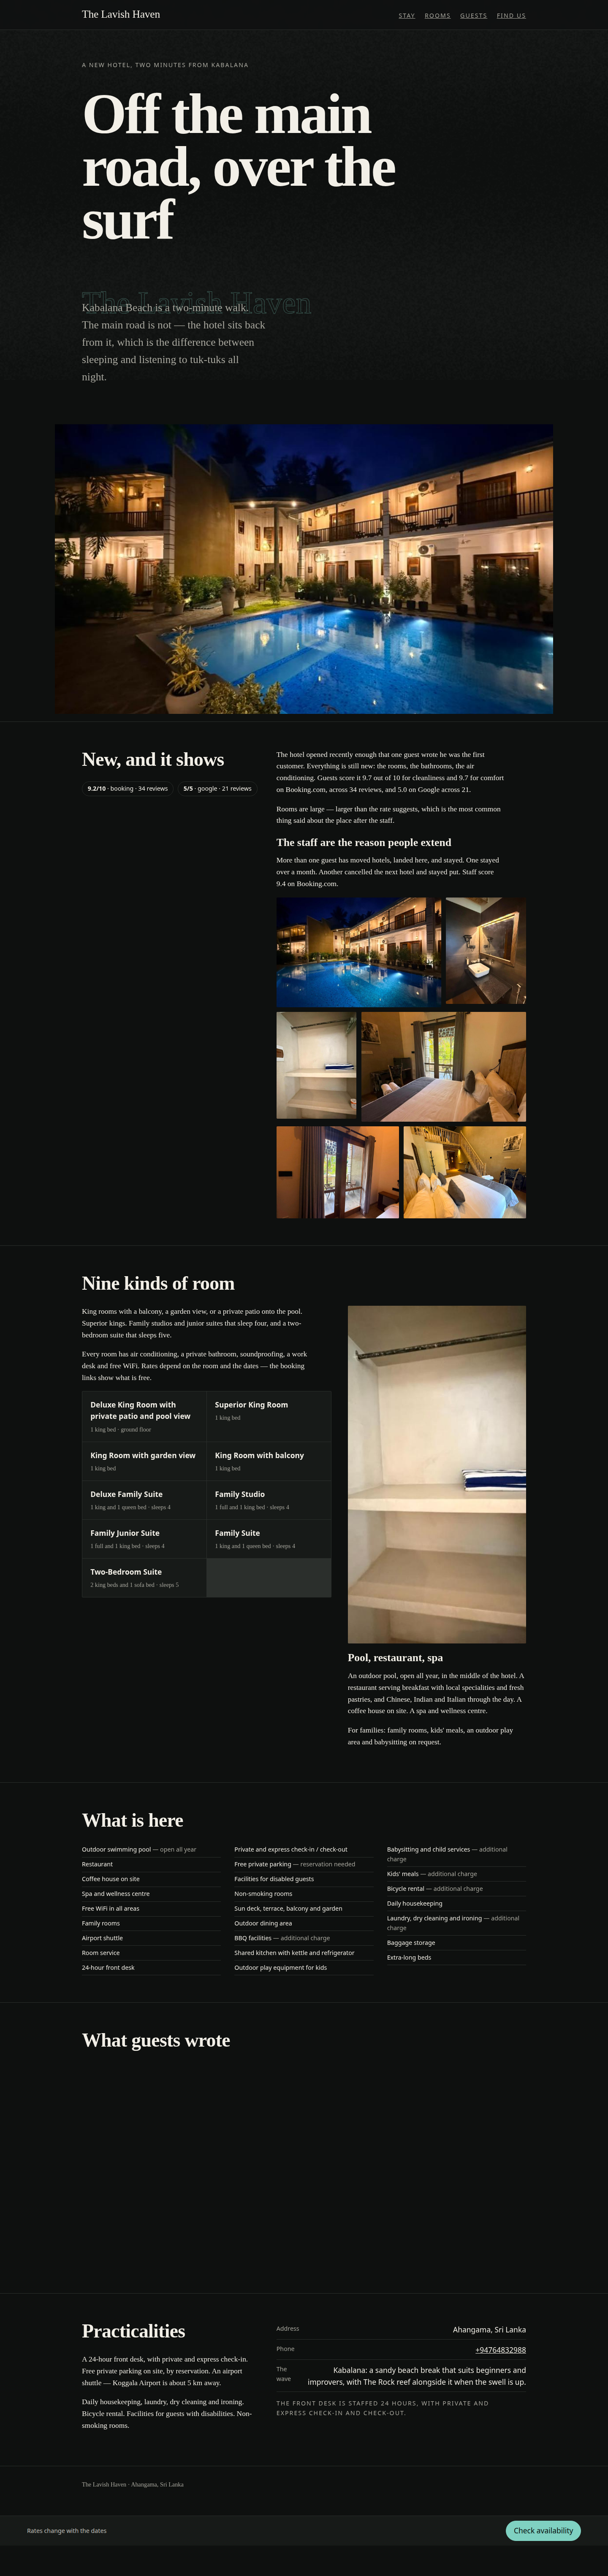 The Lavish Haven
STAY ROOMS GUESTS FIND US
A NEW HOTEL, TWO MINUTES FROM KABALANA
Off the main
road, over the
surf
The Lavish Haven
Kabalana Beach is a two-minute walk.
The main road is not — the hotel sits back
from it, which is the difference between
sleeping and listening to tuk-tuks all
night.
New, and it shows
9.2/10 · booking · 34 reviews
5/5 · google · 21 reviews
The hotel opened recently enough that one guest wrote he was the first
customer. Everything is still new: the rooms, the bathrooms, the air
conditioning. Guests score it 9.7 out of 10 for cleanliness and 9.7 for comfort
on Booking.com, across 34 reviews, and 5.0 on Google across 21.
Rooms are large — larger than the rate suggests, which is the most common
thing said about the place after the staff.
The staff are the reason people extend
More than one guest has moved hotels, landed here, and stayed. One stayed
over a month. Another cancelled the next hotel and stayed put. Staff score
9.4 on Booking.com.
Nine kinds of room
King rooms with a balcony, a garden view, or a private patio onto the pool.
Superior kings. Family studios and junior suites that sleep four, and a two-
bedroom suite that sleeps five.
Every room has air conditioning, a private bathroom, soundproofing, a work
desk and free WiFi. Rates depend on the room and the dates — the booking
links show what is free.
Deluxe King Room with
private patio and pool view
1 king bed · ground floor
Superior King Room
1 king bed
King Room with garden view
1 king bed
King Room with balcony
1 king bed
Deluxe Family Suite
1 king and 1 queen bed · sleeps 4
Family Studio
1 full and 1 king bed · sleeps 4
Family Junior Suite
1 full and 1 king bed · sleeps 4
Family Suite
1 king and 1 queen bed · sleeps 4
Two-Bedroom Suite
2 king beds and 1 sofa bed · sleeps 5
Pool, restaurant, spa
An outdoor pool, open all year, in the middle of the hotel. A
restaurant serving breakfast with local specialities and fresh
pastries, and Chinese, Indian and Italian through the day. A
coffee house on site. A spa and wellness centre.
For families: family rooms, kids' meals, an outdoor play
area and babysitting on request.
What is here
Outdoor swimming pool — open all year
Restaurant
Coffee house on site
Spa and wellness centre
Free WiFi in all areas
Family rooms
Airport shuttle
Room service
24-hour front desk
Private and express check-in / check-out
Free private parking — reservation needed
Facilities for disabled guests
Non-smoking rooms
Sun deck, terrace, balcony and garden
Outdoor dining area
BBQ facilities — additional charge
Shared kitchen with kettle and refrigerator
Outdoor play equipment for kids
Babysitting and child services — additional
charge
Kids' meals — additional charge
Bicycle rental — additional charge
Daily housekeeping
Laundry, dry cleaning and ironing — additional
charge
Baggage storage
Extra-long beds
What guests wrote
Practicalities
A 24-hour front desk, with private and express check-in.
Free private parking on site, by reservation. An airport
shuttle — Koggala Airport is about 5 km away.
Daily housekeeping, laundry, dry cleaning and ironing.
Bicycle rental. Facilities for guests with disabilities. Non-
smoking rooms.
Address Ahangama, Sri Lanka
Phone +94764832988
The
wave
Kabalana: a sandy beach break that suits beginners and
improvers, with The Rock reef alongside it when the swell is up.
THE FRONT DESK IS STAFFED 24 HOURS, WITH PRIVATE AND
EXPRESS CHECK-IN AND CHECK-OUT.
The Lavish Haven · Ahangama, Sri Lanka
Rates change with the dates
Check availability